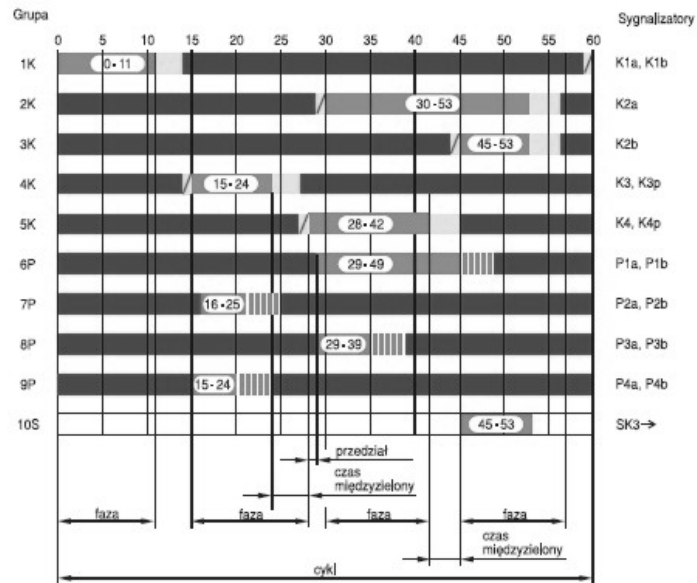 Grupa
Sygnalizatory
0 5 10 15 20 25 30 35 40 45 50 55 60
1K 0-11 K1a, K1b
2K 30-53 K2a
3K 45-53 K2b
4K 15-24 K3, K3p
5K 28-42 K4, K4p
6P 29-49 P1a, P1b
7P 16-25 P2a, P2b
8P 29-39 P3a, P3b
9P 15-24 P4a, P4b
10S 45-53 SK3→
przedział
czas
międzyzielony
faza faza faza faza
czas
międzyzielony
cykl